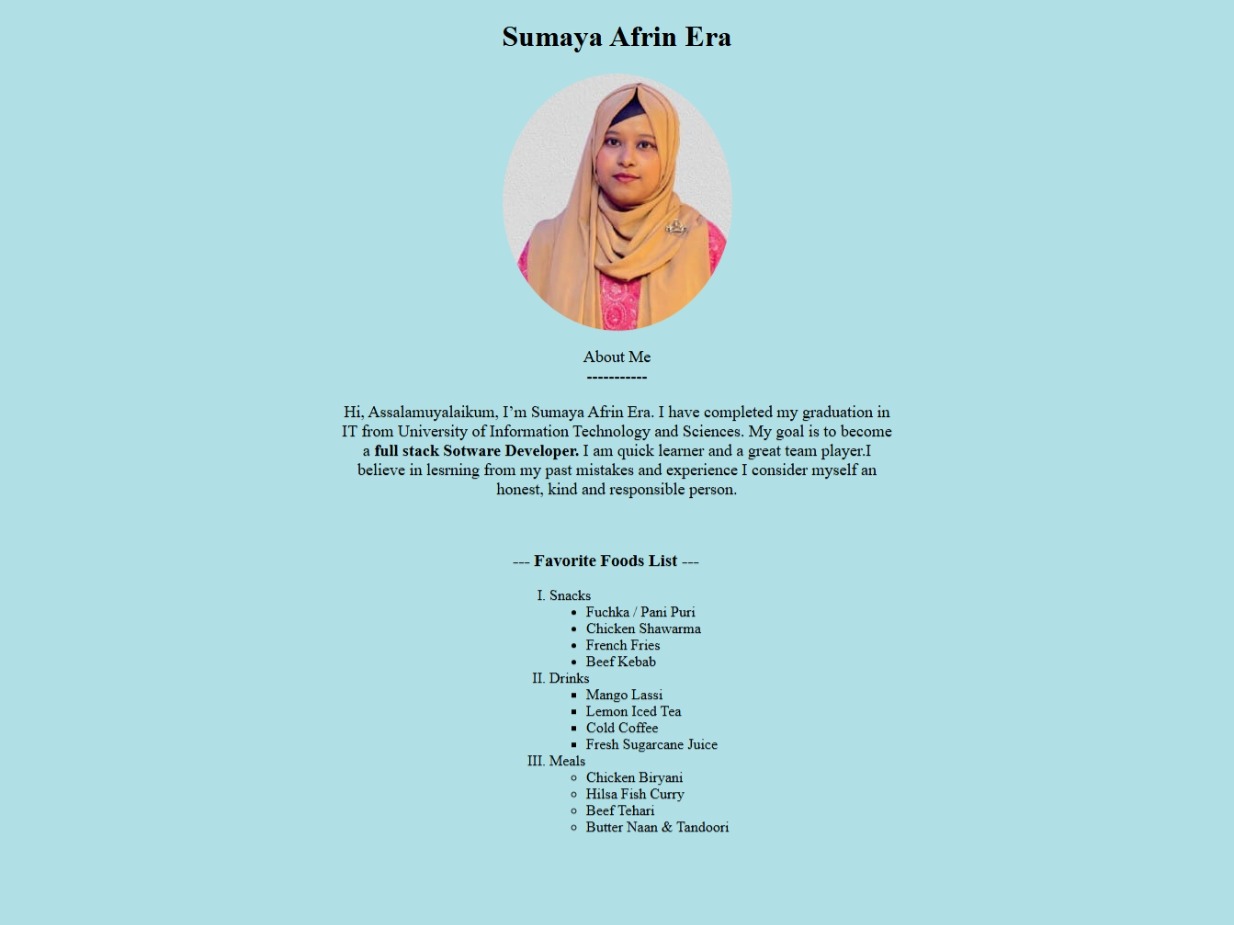 Sumaya Afrin Era
About Me
-----------
Hi, Assalamuyalaikum, I’m Sumaya Afrin Era. I have completed my graduation in
IT from University of Information Technology and Sciences. My goal is to become
a full stack Sotware Developer. I am quick learner and a great team player.I
believe in lesrning from my past mistakes and experience I consider myself an
honest, kind and responsible person.
--- Favorite Foods List ---
I. Snacks
• Fuchka / Pani Puri
• Chicken Shawarma
• French Fries
• Beef Kebab
II. Drinks
▪ Mango Lassi
▪ Lemon Iced Tea
▪ Cold Coffee
▪ Fresh Sugarcane Juice
III. Meals
◦ Chicken Biryani
◦ Hilsa Fish Curry
◦ Beef Tehari
◦ Butter Naan & Tandoori